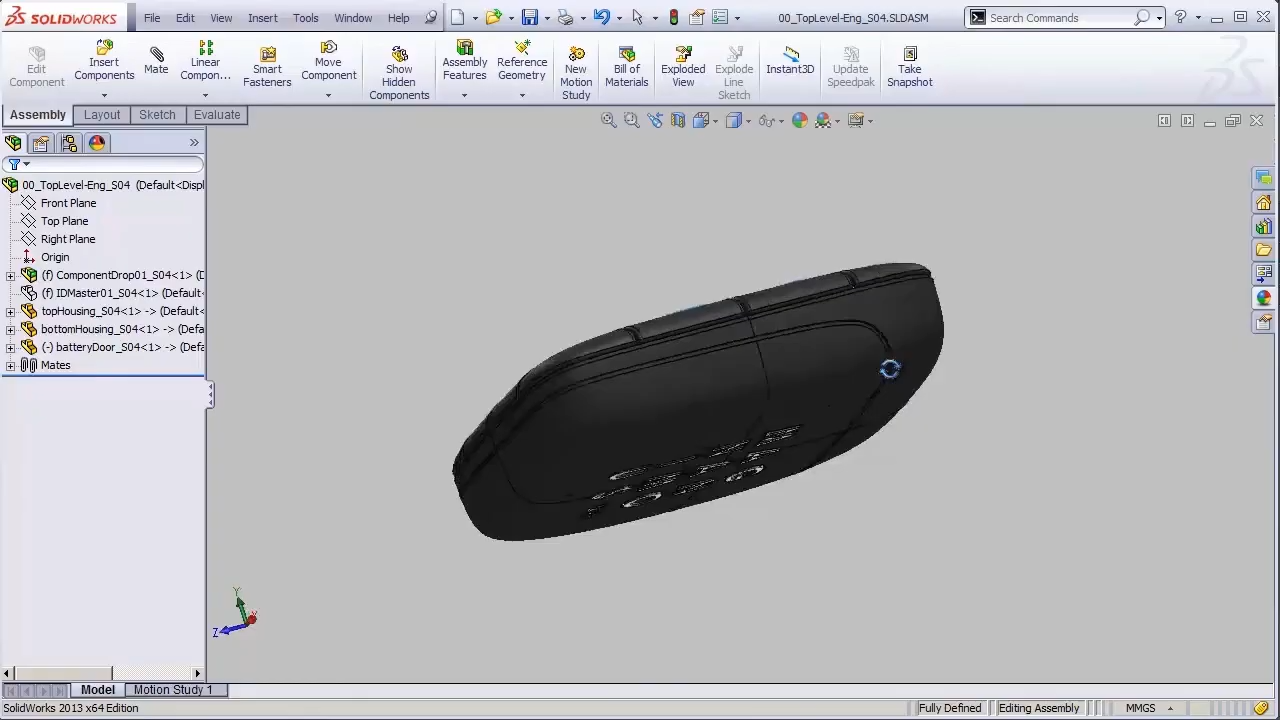 SOLIDWORKS File Edit View Insert Tools Window Help 00_TopLevel-Eng_S04.SLDASM Search Commands ?
Edit Component
Insert Components
Mate
Linear Compon...
Smart Fasteners
Move Component
Show Hidden Components
Assembly Features
Reference Geometry
New Motion Study
Bill of Materials
Exploded View
Explode Line Sketch
Instant3D
Update Speedpak
Take Snapshot
Assembly Layout Sketch Evaluate
00_TopLevel-Eng_S04 (Default<Displ
Front Plane
Top Plane
Right Plane
Origin
(f) ComponentDrop01_S04<1> (D
(f) IDMaster01_S04<1> (Default<
topHousing_S04<1> -> (Default<
bottomHousing_S04<1> -> (Defa
(-) batteryDoor_S04<1> -> (Defa
Mates
Y
X
Z
Model Motion Study 1
SolidWorks 2013 x64 Edition Fully Defined Editing Assembly MMGS